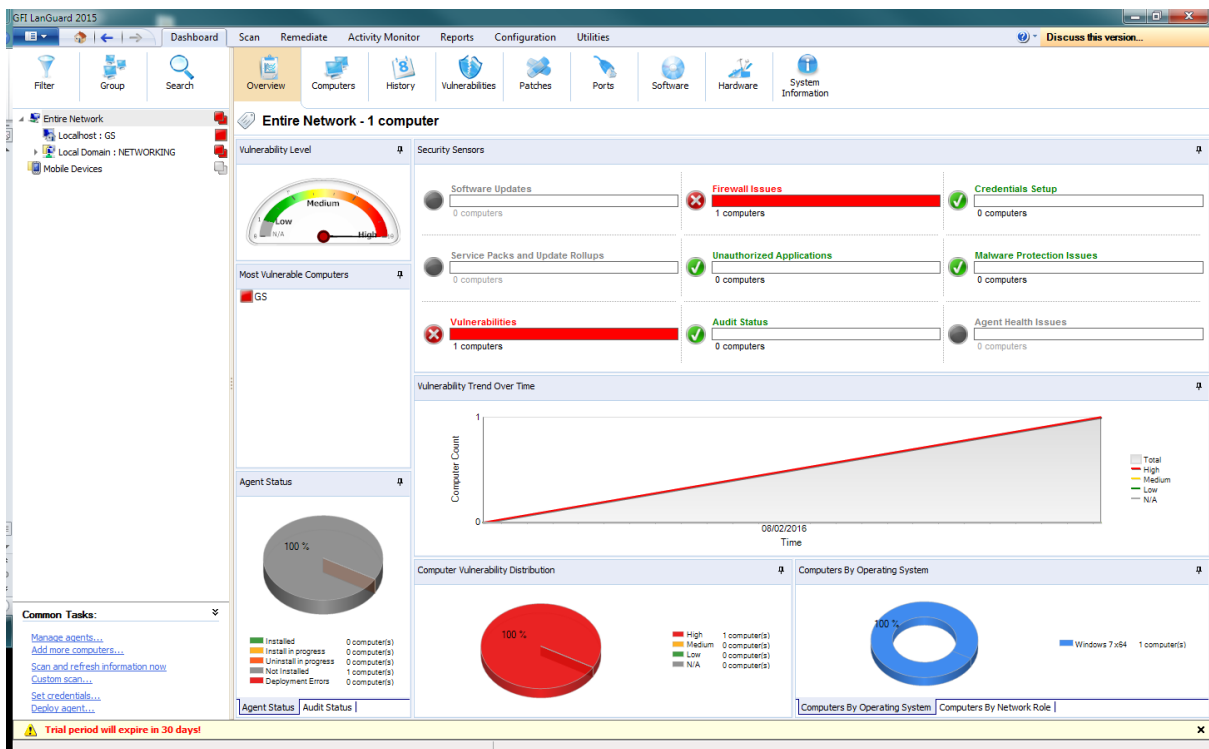 GFI LanGuard 2015
Dashboard Scan Remediate Activity Monitor Reports Configuration Utilities Discuss this version...
Filter Group Search Overview Computers History Vulnerabilities Patches Ports Software Hardware System Information
Entire Network
Localhost : GS
Local Domain : NETWORKING
Mobile Devices
Entire Network - 1 computer
Vulnerability Level
Medium
Low
N/A
High
Most Vulnerable Computers
GS
Security Sensors
Software Updates
0 computers
Firewall Issues
1 computers
Credentials Setup
0 computers
Service Packs and Update Rollups
0 computers
Unauthorized Applications
0 computers
Malware Protection Issues
0 computers
Vulnerabilities
1 computers
Audit Status
0 computers
Agent Health Issues
0 computers
Vulnerability Trend Over Time
1
Computer Count
0
08/02/2016
Time
Total
High
Medium
Low
N/A
Agent Status
100 %
Installed 0 computer(s)
Install in progress 0 computer(s)
Uninstall in progress 0 computer(s)
Not Installed 1 computer(s)
Deployment Errors 0 computer(s)
Agent Status Audit Status
Computer Vulnerability Distribution
100 %
High 1 computer(s)
Medium 0 computer(s)
Low 0 computer(s)
N/A 0 computer(s)
Computers By Operating System
100 %
Windows 7 x64 1 computer(s)
Computers By Operating System Computers By Network Role
Common Tasks:
Manage agents...
Add more computers...
Scan and refresh information now
Custom scan...
Set credentials...
Deploy agent...
Trial period will expire in 30 days!